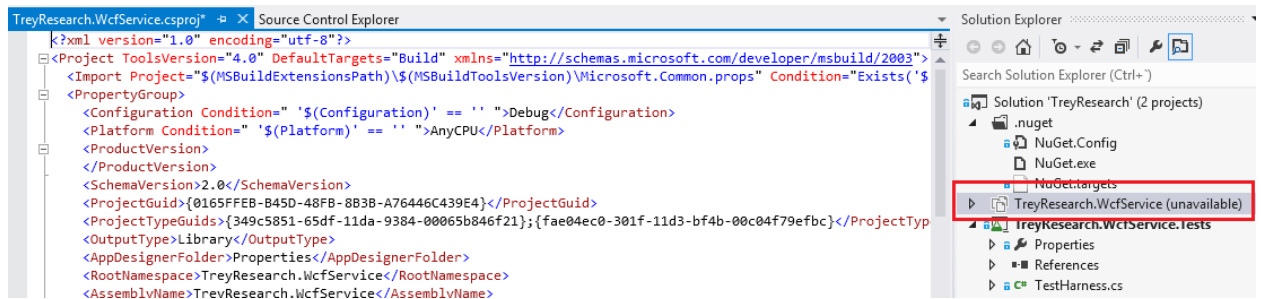 TreyResearch.WcfService.csproj* Source Control Explorer
<?xml version="1.0" encoding="utf-8"?>
<Project ToolsVersion="4.0" DefaultTargets="Build" xmlns="http://schemas.microsoft.com/developer/msbuild/2003">
<Import Project="$(MSBuildExtensionsPath)\$(MSBuildToolsVersion)\Microsoft.Common.props" Condition="Exists('$
<PropertyGroup>
<Configuration Condition=" '$(Configuration)' == '' ">Debug</Configuration>
<Platform Condition=" '$(Platform)' == '' ">AnyCPU</Platform>
<ProductVersion>
</ProductVersion>
<SchemaVersion>2.0</SchemaVersion>
<ProjectGuid>{0165FFEB-B45D-48FB-8B3B-A76446C439E4}</ProjectGuid>
<ProjectTypeGuids>{349c5851-65df-11da-9384-00065b846f21};{fae04ec0-301f-11d3-bf4b-00c04f79efbc}</ProjectTyp
<OutputType>Library</OutputType>
<AppDesignerFolder>Properties</AppDesignerFolder>
<RootNamespace>TreyResearch.WcfService</RootNamespace>
<AssemblyName>TreyResearch.WcfService</AssemblyName>
Solution Explorer
Search Solution Explorer (Ctrl+¨)
Solution 'TreyResearch' (2 projects)
.nuget
NuGet.Config
NuGet.exe
NuGet.targets
TreyResearch.WcfService (unavailable)
TreyResearch.WcfService.Tests
Properties
References
TestHarness.cs